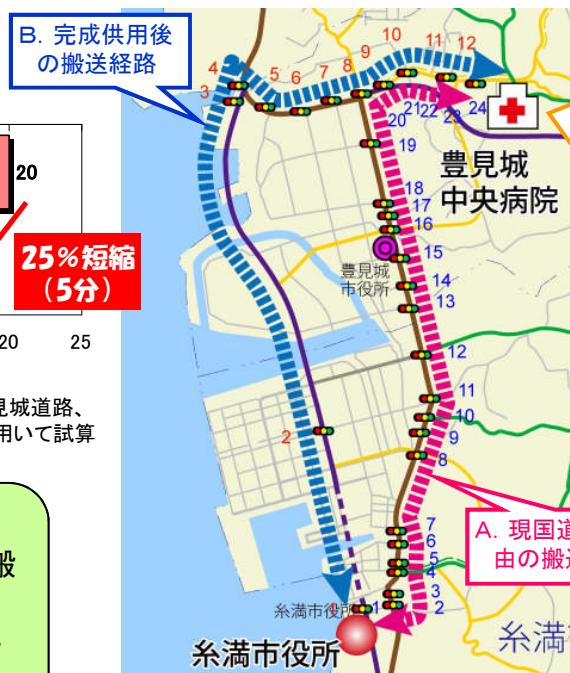 B. 完成供用後
の搬送経路
20
25%短縮
(5分)
20
25
見城道路、
用いて試算
般
4
3
5
6
7
8
9
10
11
12
2
1
24
23
22
21
20
19
18
17
16
15
14
13
12
11
10
9
8
7
6
5
4
3
2
1
豊見城
中央病院
豊見城
市役所
A. 現国道
由の搬送
糸満市役所
糸満市役所
糸満